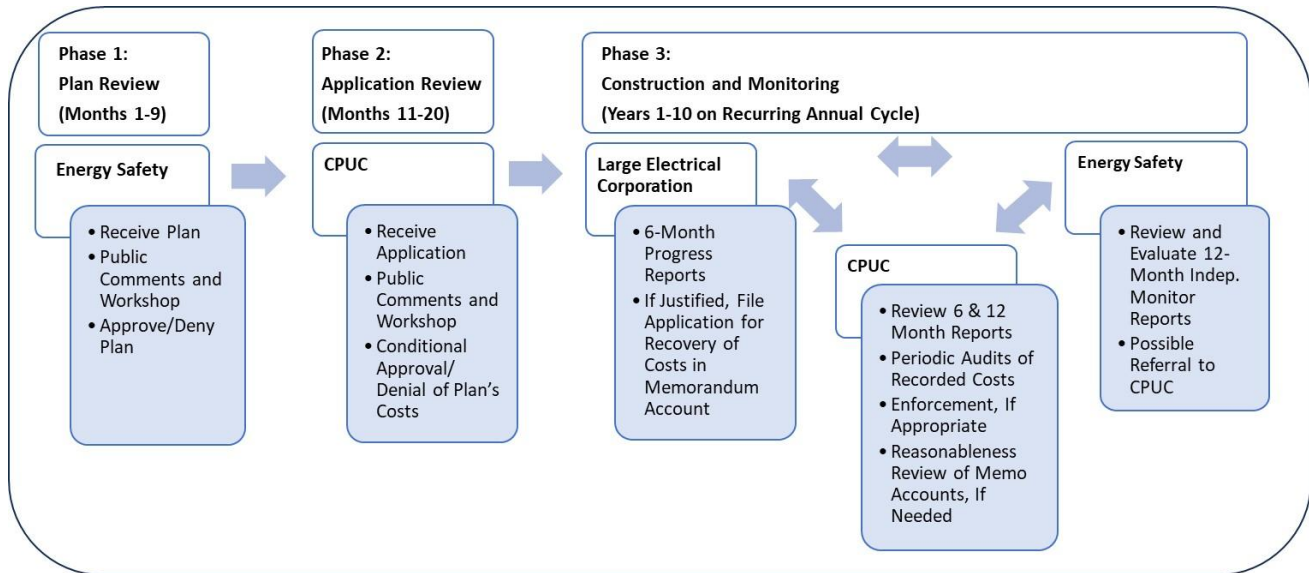 Phase 1:
Plan Review
(Months 1-9)
Energy Safety
• Receive Plan
• Public
Comments and
Workshop
• Approve/Deny
Plan
Phase 2:
Application Review
(Months 11-20)
CPUC
• Receive
Application
• Public
Comments and
Workshop
• Conditional
Approval/
Denial of Plan's
Costs
Phase 3:
Construction and Monitoring
(Years 1-10 on Recurring Annual Cycle)
Large Electrical
Corporation
• 6-Month
Progress
Reports
• If Justified, File
Application for
Recovery of
Costs in
Memorandum
Account
CPUC
• Review 6 & 12
Month Reports
• Periodic Audits of
Recorded Costs
• Enforcement, If
Appropriate
• Reasonableness
Review of Memo
Accounts, If
Needed
Energy Safety
• Review and
Evaluate 12-
Month Indep.
Monitor
Reports
• Possible
Referral to
CPUC